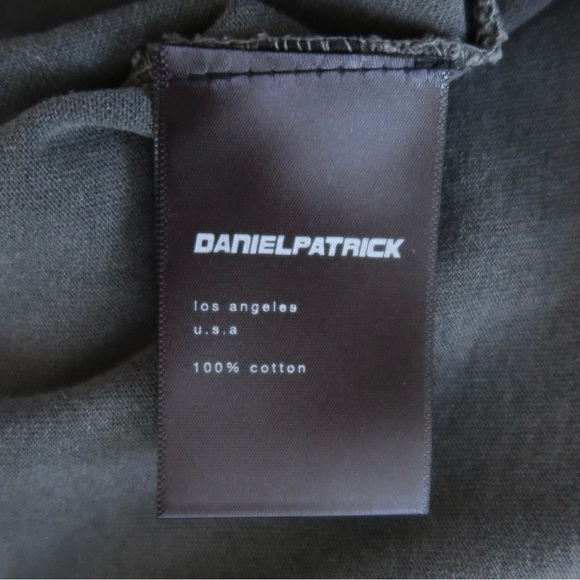 DANIELPATRICK
los angeles
u.s.a
100% cotton